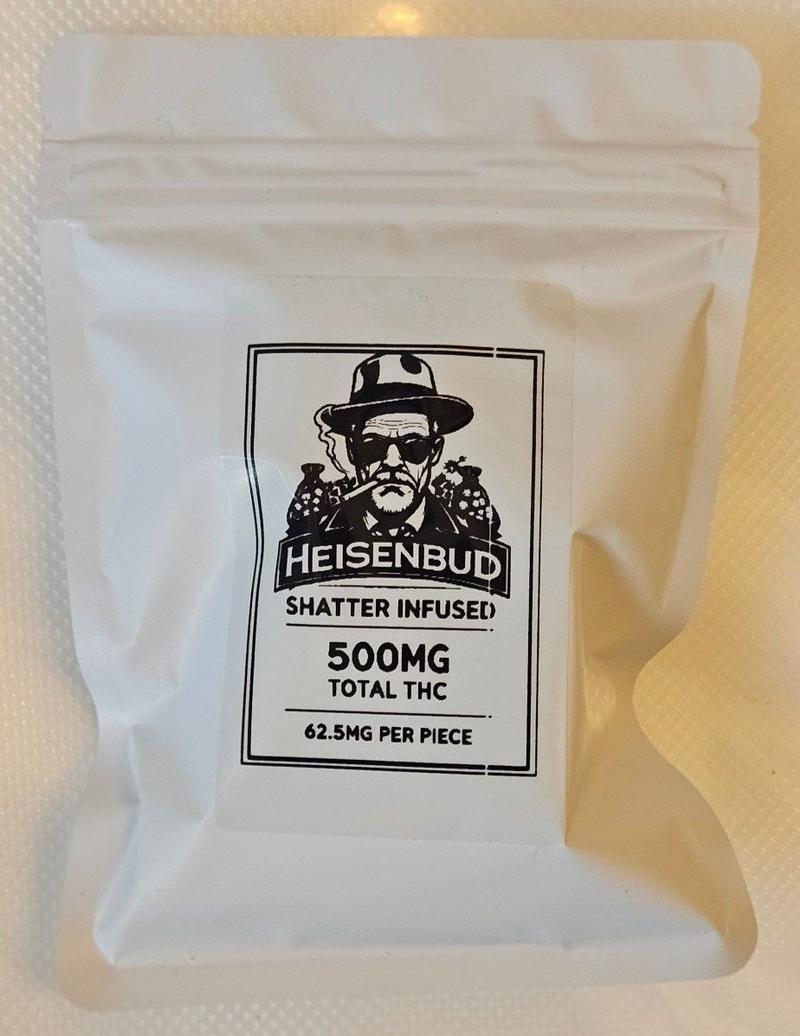 HEISENBUD
SHATTER INFUSED
500MG
TOTAL THC
62.5MG PER PIECE